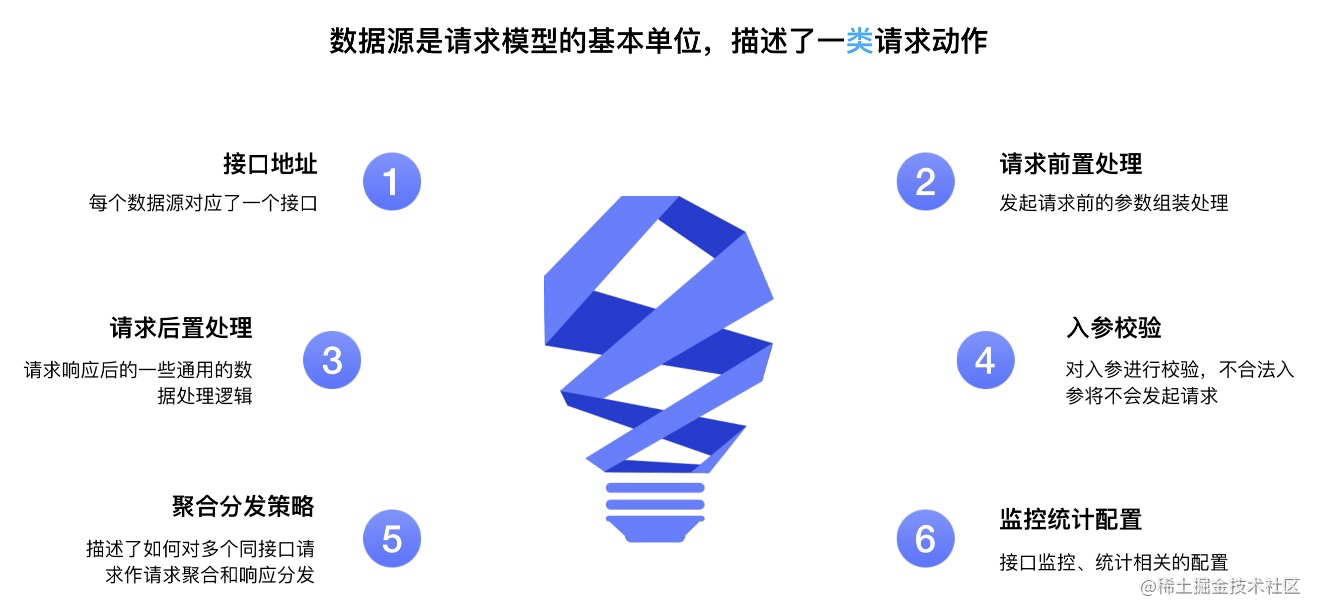 数据源是请求模型的基本单位，描述了一类请求动作
1
接口地址
每个数据源对应了一个接口
2
请求前置处理
发起请求前的参数组装处理
3
请求后置处理
请求响应后的一些通用的数
据处理逻辑
4
入参校验
对入参进行校验，不合法入
参将不会发起请求
5
聚合分发策略
描述了如何对多个同接口请
求作请求聚合和响应分发
6
监控统计配置
接口监控、统计相关的配置
@稀土掘金技术社区